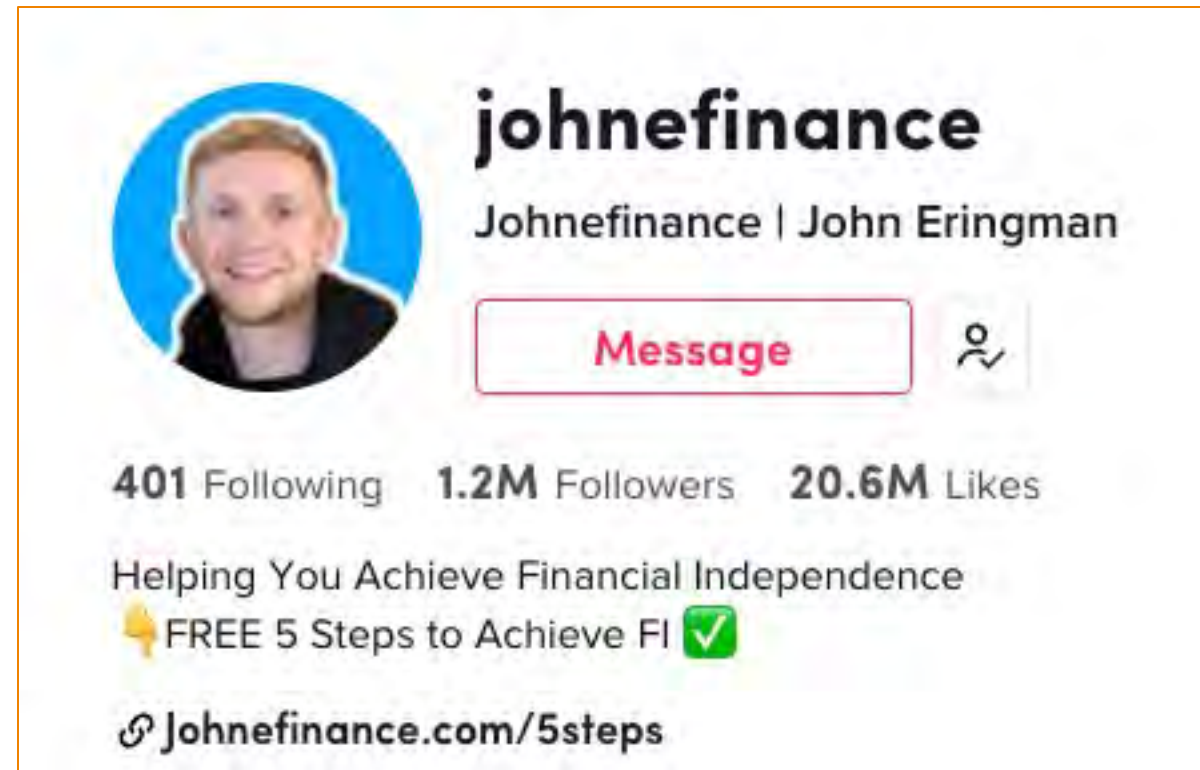 johnefinance
Johnefinance | John Eringman
Message
401 Following 1.2M Followers 20.6M Likes
Helping You Achieve Financial Independence
👇FREE 5 Steps to Achieve FI ✅
Johnefinance.com/5steps